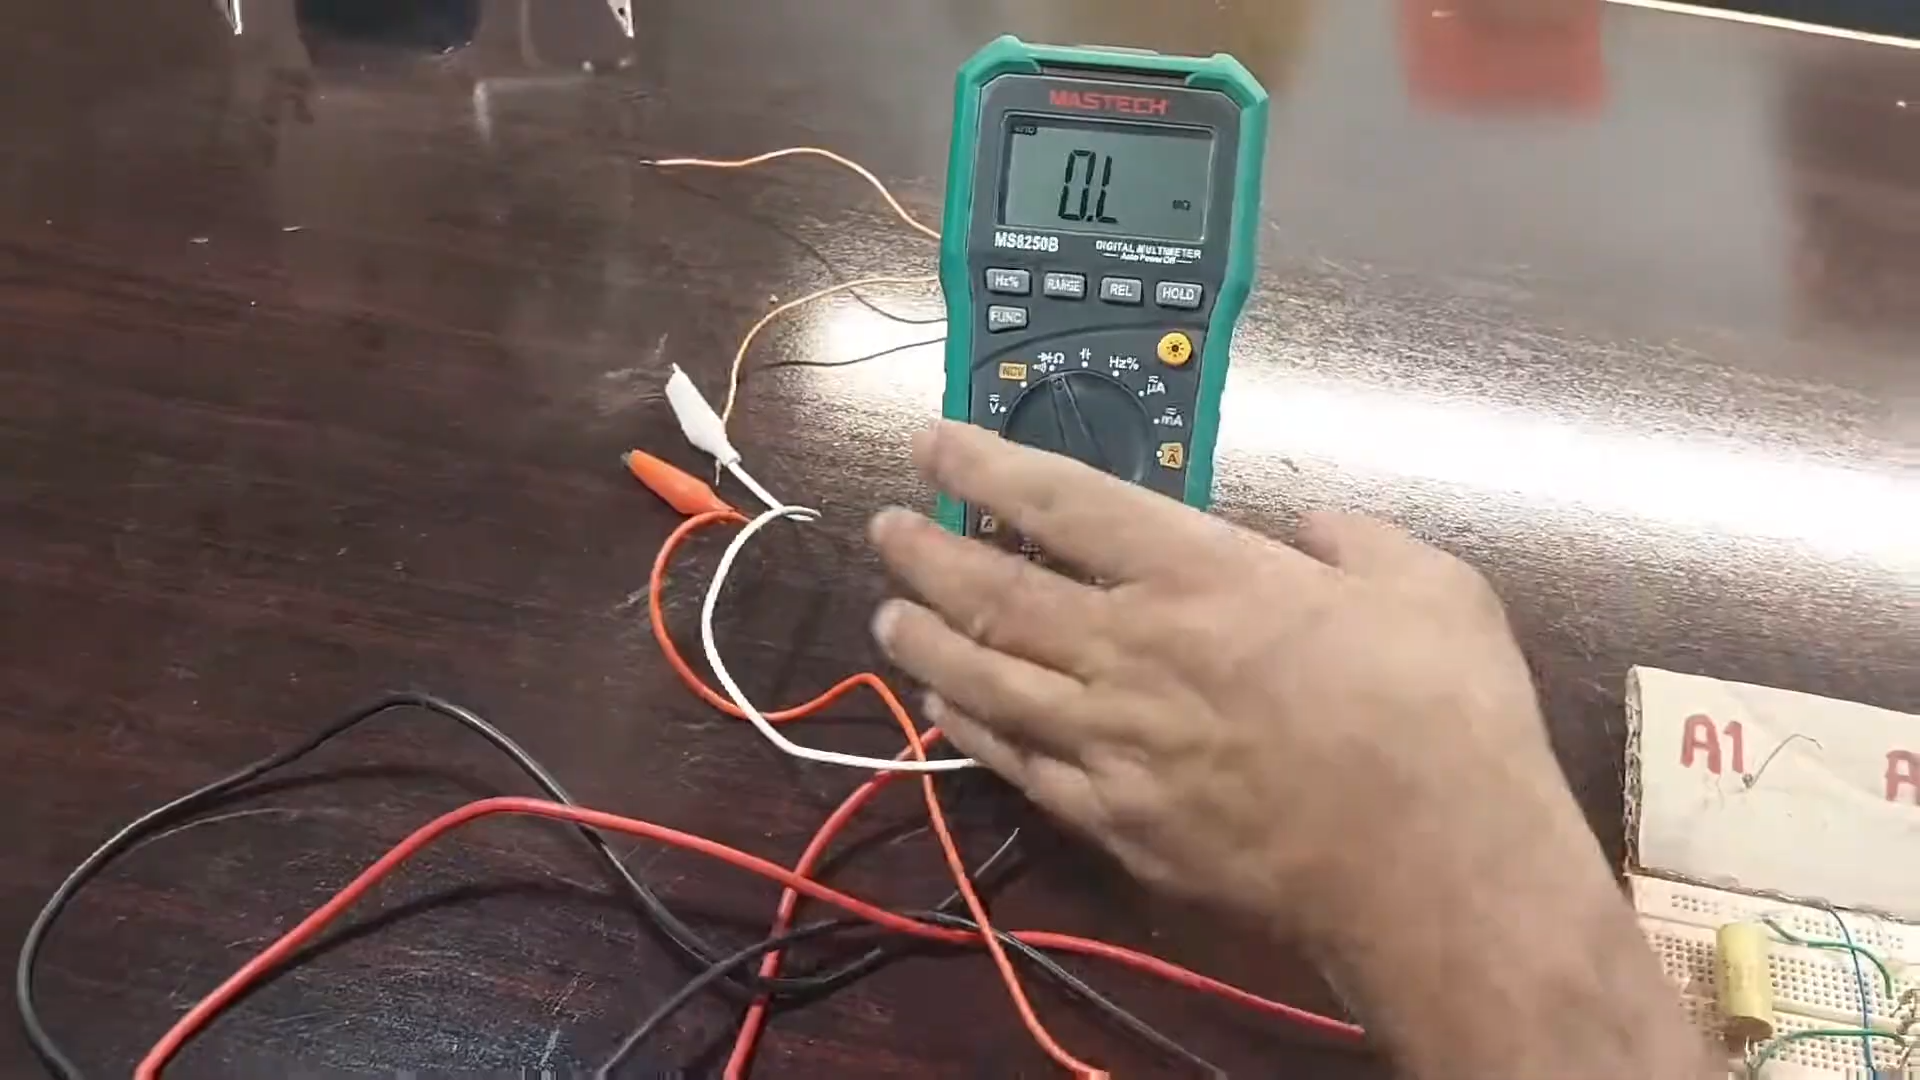 MASTECH
AUTO
0.L
MΩ
MS8250B
DIGITAL MULTIMETER
Auto Power Off
Hz%
RANGE
REL
HOLD
FUNC
Ω
Hz%
NCV
µA
V
mA
A
A
A1
A